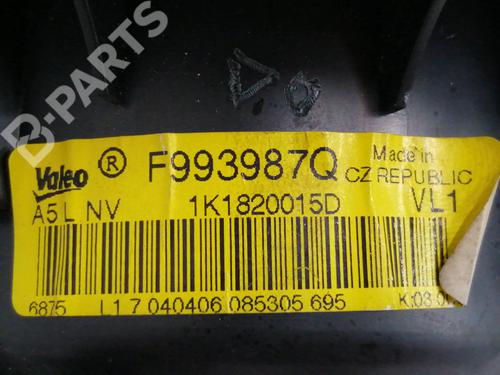 B-PARTS
Valeo ® F993987Q Made in
CZ REPUBLIC
A5 L NV 1K1820015D VL1
6875 L1 7 040406 085305 695